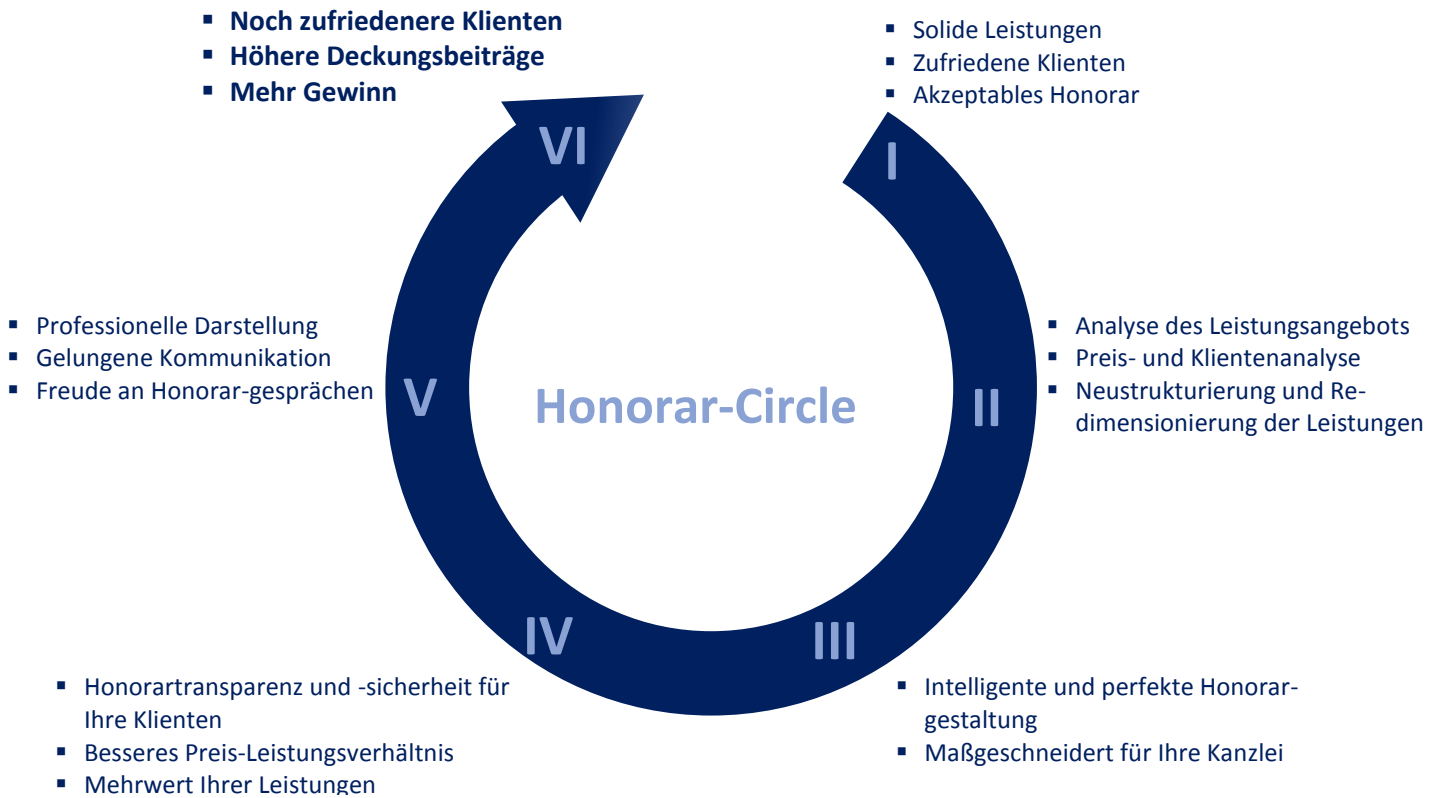 ▪ Noch zufriedenere Klienten
▪ Höhere Deckungsbeiträge
▪ Mehr Gewinn
VI
▪ Solide Leistungen
▪ Zufriedene Klienten
▪ Akzeptables Honorar
I
▪ Analyse des Leistungsangebots
▪ Preis- und Klientenanalyse
▪ Neustrukturierung und Re-
dimensionierung der Leistungen
II
Honorar-Circle
▪ Professionelle Darstellung
▪ Gelungene Kommunikation
▪ Freude an Honorar-gesprächen
V
IV
▪ Honorartransparenz und -sicherheit für
Ihre Klienten
▪ Besseres Preis-Leistungsverhältnis
▪ Mehrwert Ihrer Leistungen
III
▪ Intelligente und perfekte Honorar-
gestaltung
▪ Maßgeschneidert für Ihre Kanzlei